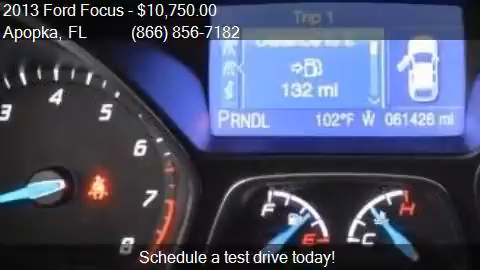 2013 Ford Focus - $10,750.00
Apopka, FL (866) 856-7182
Trip 1
132 mi
PRNDL 102°F W 061426 mi
3 4 5 6 7 8
F E C H
Schedule a test drive today!